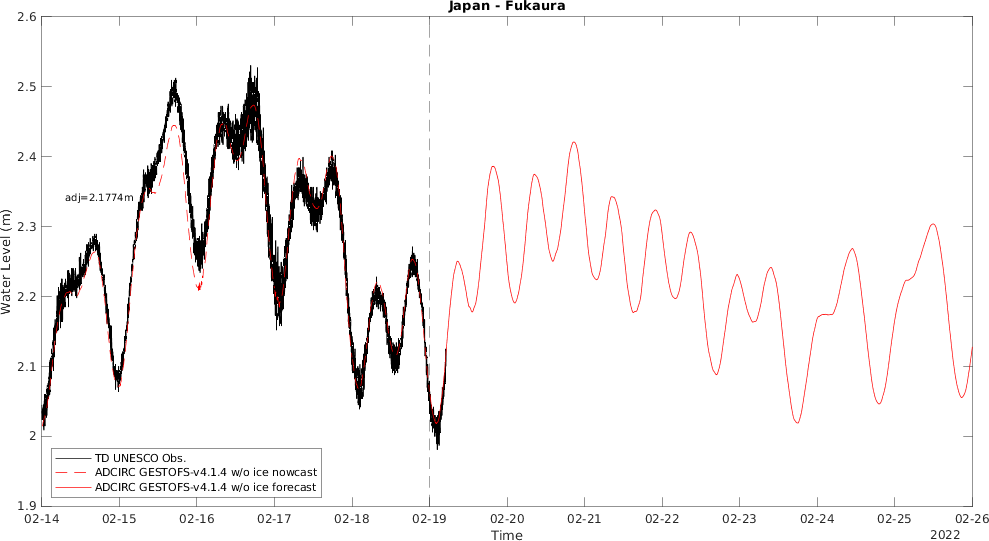 Japan - Fukaura
2.6
2.5
2.4
2.3
2.2
2.1
2
1.9
Water Level (m)
adj=2.1774m
TD UNESCO Obs.
ADCIRC GESTOFS-v4.1.4 w/o ice nowcast
ADCIRC GESTOFS-v4.1.4 w/o ice forecast
02-14 02-15 02-16 02-17 02-18 02-19 02-20 02-21 02-22 02-23 02-24 02-25 02-26
Time
2022